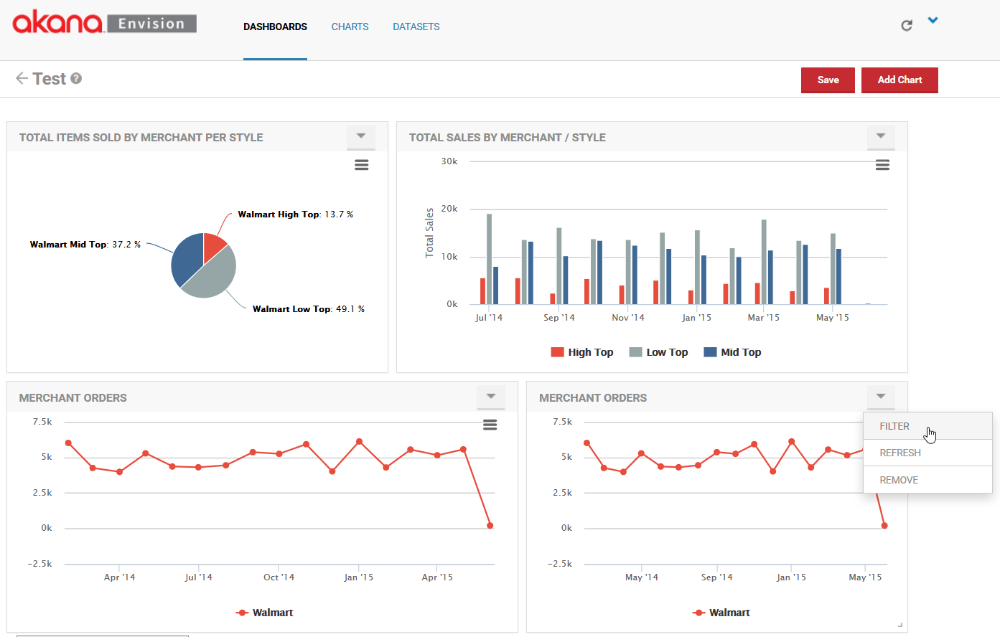 akana Envision
DASHBOARDS CHARTS DATASETS
Test ?
Save Add Chart
TOTAL ITEMS SOLD BY MERCHANT PER STYLE
Walmart High Top: 13.7 %
Walmart Mid Top: 37.2 %
Walmart Low Top: 49.1 %
TOTAL SALES BY MERCHANT / STYLE
30k
20k
10k
0k
Total Sales
Jul '14 Sep '14 Nov '14 Jan '15 Mar '15 May '15
High Top Low Top Mid Top
MERCHANT ORDERS
7.5k
5k
2.5k
0k
−2.5k
Apr '14 Jul '14 Oct '14 Jan '15 Apr '15
Walmart
MERCHANT ORDERS
7.5k
5k
2.5k
0k
−2.5k
May '14 Sep '14 Jan '15 May '15
Walmart
FILTER
REFRESH
REMOVE